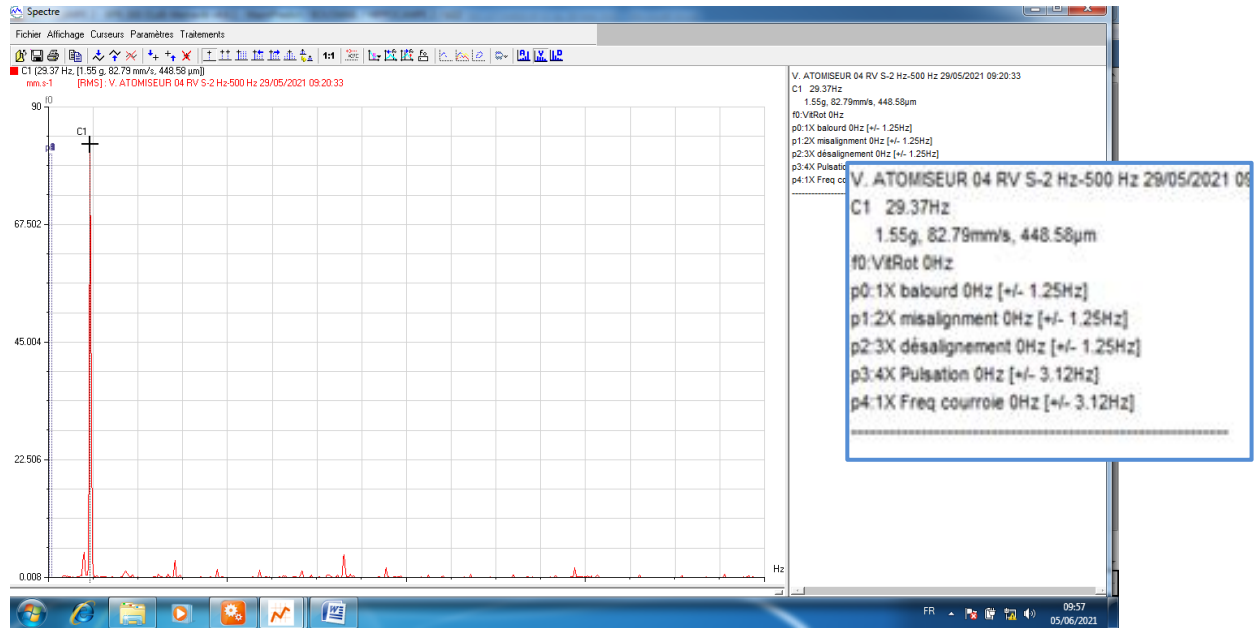 Spectre
Fichier Affichage Curseurs Paramètres Traitements
1:1
C1 (29.37 Hz, [1.55 g, 82.79 mm/s, 448.58 µm])
mm.s-1 [RMS] : V. ATOMISEUR 04 RV S-2 Hz-500 Hz 29/05/2021 09:20:33
f0
90
C1
67.502
45.004
22.506
0.008
Hz
V. ATOMISEUR 04 RV S-2 Hz-500 Hz 29/05/2021 09:20:33
C1 29.37Hz
1.55g, 82.79mm/s, 448.58µm
f0:VitRot 0Hz
p0:1X balourd 0Hz [+/- 1.25Hz]
p1:2X misalignment 0Hz [+/- 1.25Hz]
p2:3X désalignement 0Hz [+/- 1.25Hz]
p3:4X
p4:1X Freq
V. ATOMISEUR 04 RV S-2 Hz-500 Hz 29/05/2021
C1 29.37Hz
1.55g, 82.79mm/s, 448.58µm
f0:VitRot 0Hz
p0:1X balourd 0Hz [+/- 1.25Hz]
p1:2X misalignment 0Hz [+/- 1.25Hz]
p2:3X désalignement 0Hz [+/- 1.25Hz]
p3:4X Pulsation 0Hz [+/- 3.12Hz]
p4:1X Freq courroie 0Hz [+/- 3.12Hz]
FR
09:57
05/06/2021